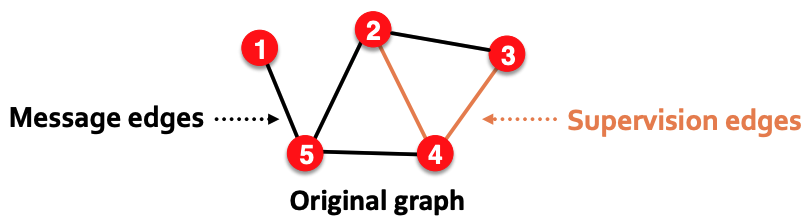 2
1
3
Message edges
Supervision edges
5
4
Original graph